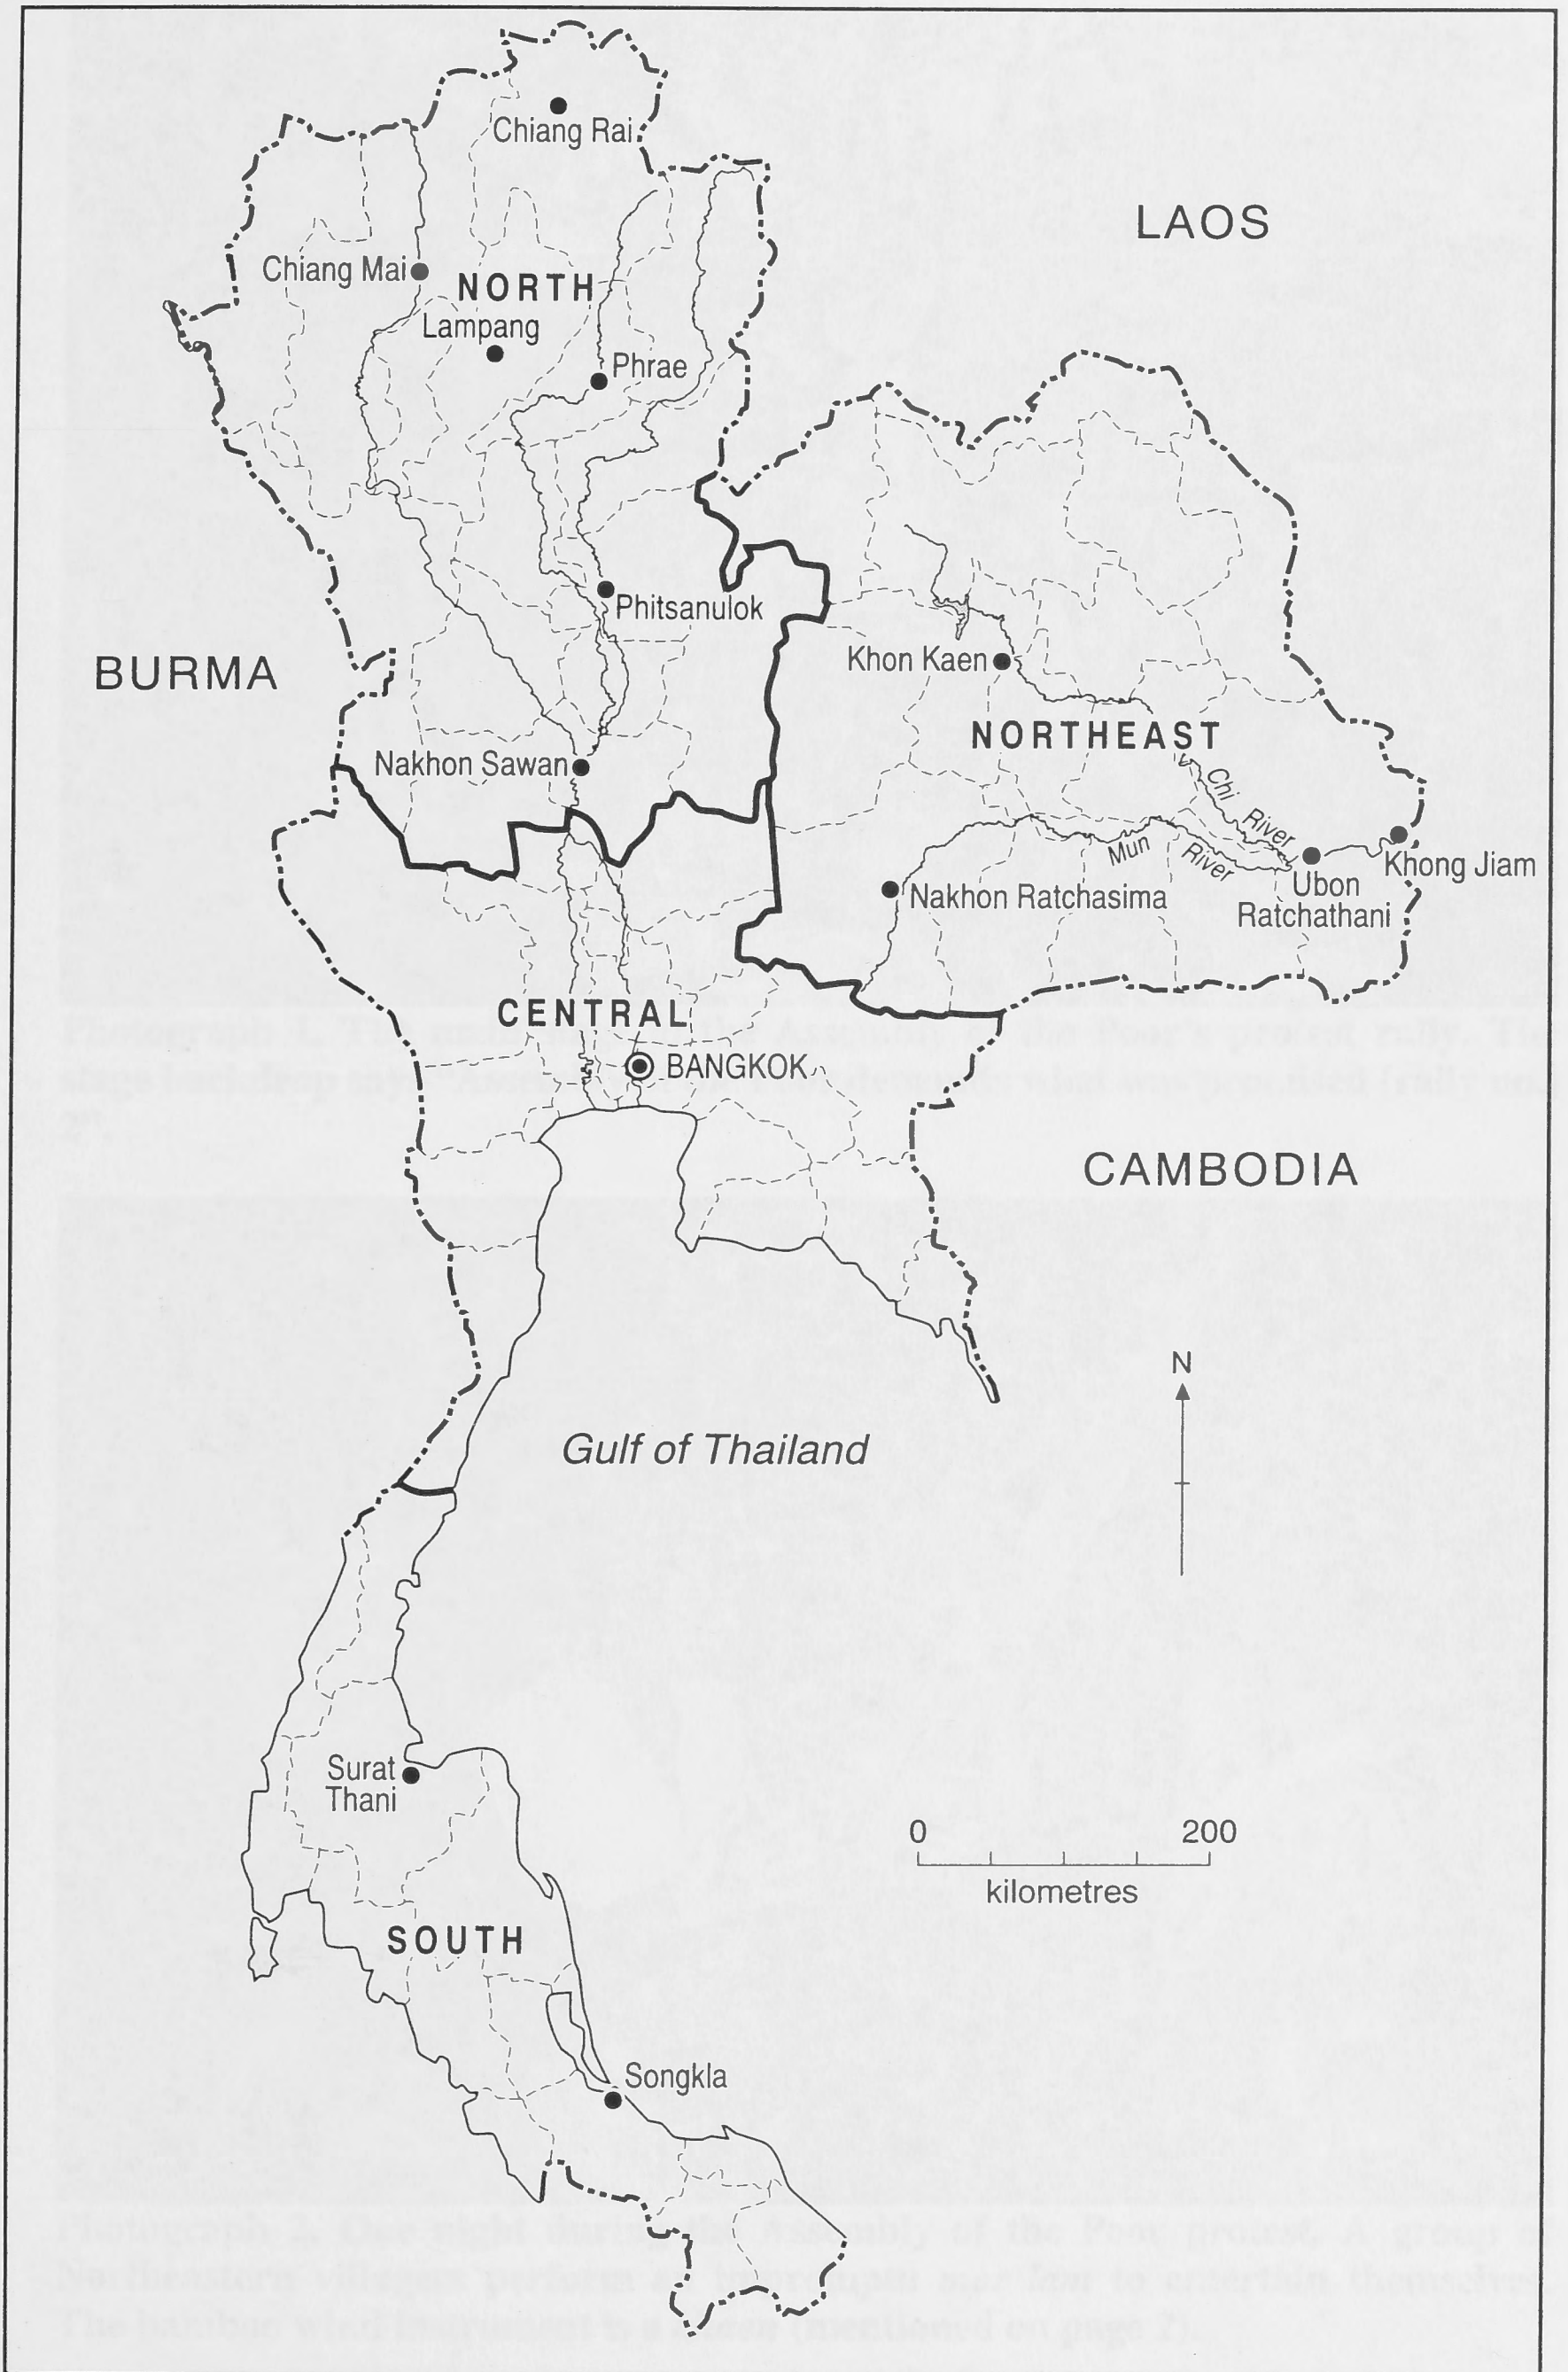 Chiang Rai
LAOS
Chiang Mai
NORTH
Lampang
Phrae
Phitsanulok
BURMA
Khon Kaen
NORTHEAST
Nakhon Sawan
Chi River
Mun River
Khong Jiam
Nakhon Ratchasima
Ubon
Ratchathani
CENTRAL
BANGKOK
CAMBODIA
N
Gulf of Thailand
Surat
Thani
0 200
kilometres
SOUTH
Songkla